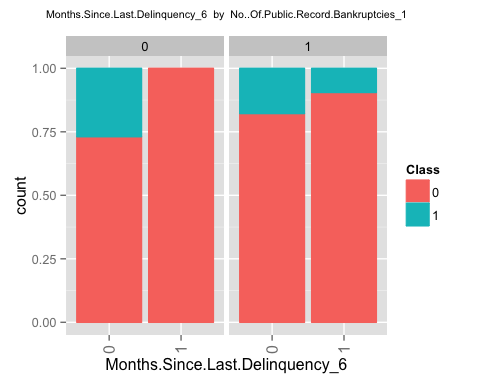 Months.Since.Last.Delinquency_6 by No..Of.Public.Record.Bankruptcies_1
0 1
1.00
0.75
0.50
0.25
0.00
count
Class
0
1
0 1 0 1
Months.Since.Last.Delinquency_6